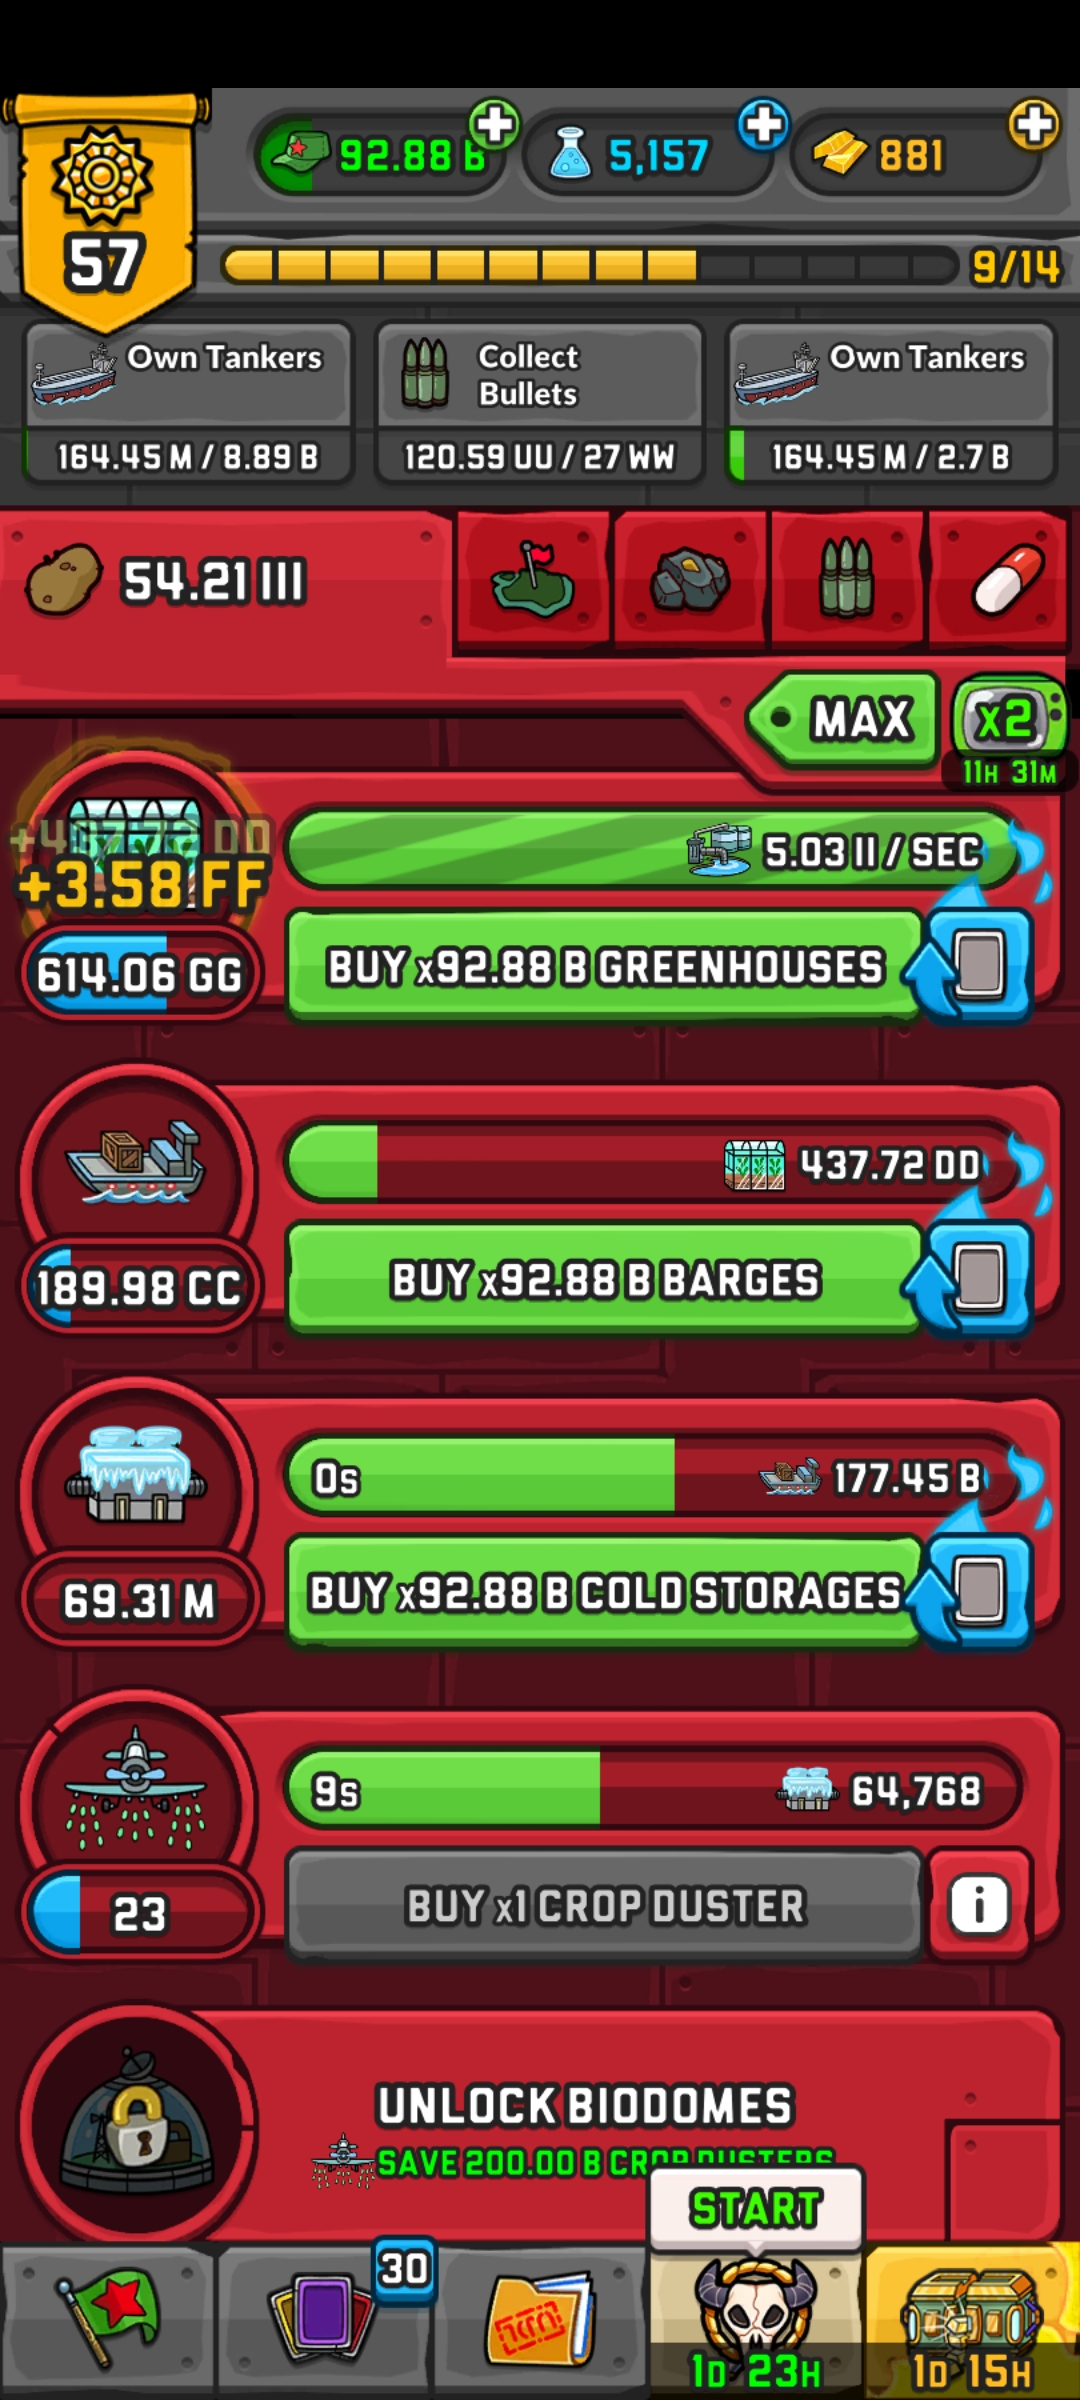 92.88 B
5,157
881
57
9/14
Own Tankers
164.45 M / 8.89 B
Collect
Bullets
120.59 UU / 27 WW
Own Tankers
164.45 M / 2.7 B
54.21 III
MAX
x2
11H 31M
+437.72 DD
+3.58 FF
5.03 II / SEC
614.06 GG
BUY x92.88 B GREENHOUSES
437.72 DD
189.98 CC
BUY x92.88 B BARGES
0s
177.45 B
69.31 M
BUY x92.88 B COLD STORAGES
9s
64,768
23
BUY x1 CROP DUSTER
i
UNLOCK BIODOMES
SAVE 200.00 B CROP DUSTERS
START
30
1D 23H
1D 15H